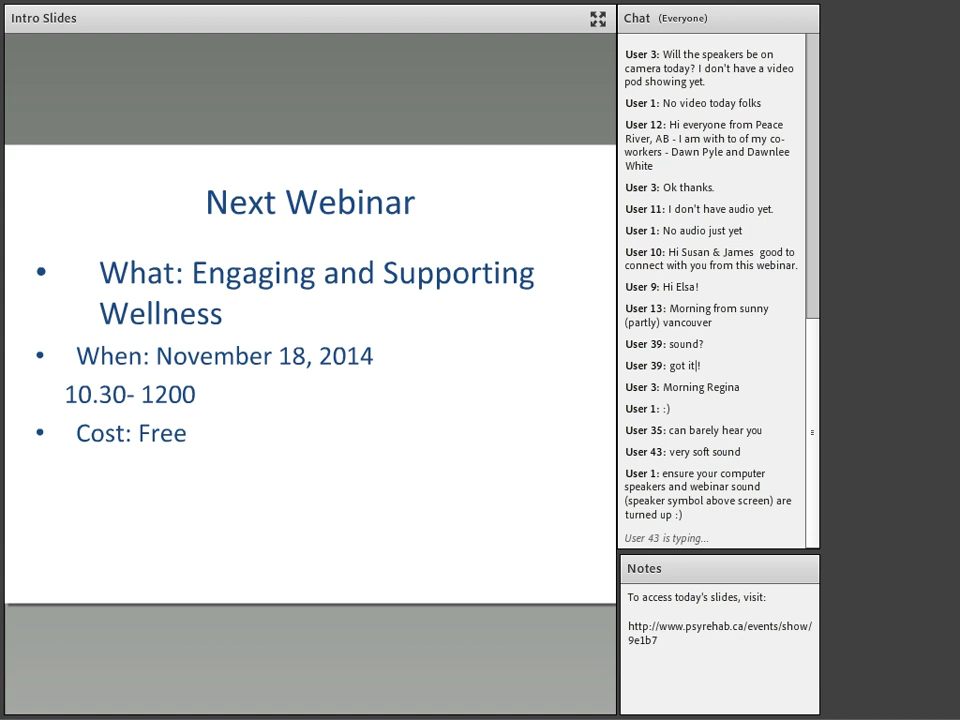 Intro Slides
Next Webinar
• What: Engaging and Supporting
Wellness
• When: November 18, 2014
10.30- 1200
• Cost: Free
Chat (Everyone)
User 3: Will the speakers be on
camera today? I don't have a video
pod showing yet.
User 1: No video today folks
User 12: Hi everyone from Peace
River, AB - I am with to of my co-
workers - Dawn Pyle and Dawnlee
White
User 3: Ok thanks.
User 11: I don't have audio yet.
User 1: No audio just yet
User 10: Hi Susan & James  good to
connect with you from this webinar.
User 9: Hi Elsa!
User 13: Morning from sunny
(partly) vancouver
User 39: sound?
User 39: got it|!
User 3: Morning Regina
User 1: :)
User 35: can barely hear you
User 43: very soft sound
User 1: ensure your computer
speakers and webinar sound
(speaker symbol above screen) are
turned up :)
User 43 is typing...
Notes
To access today's slides, visit:
http://www.psyrehab.ca/events/show/
9e1b7